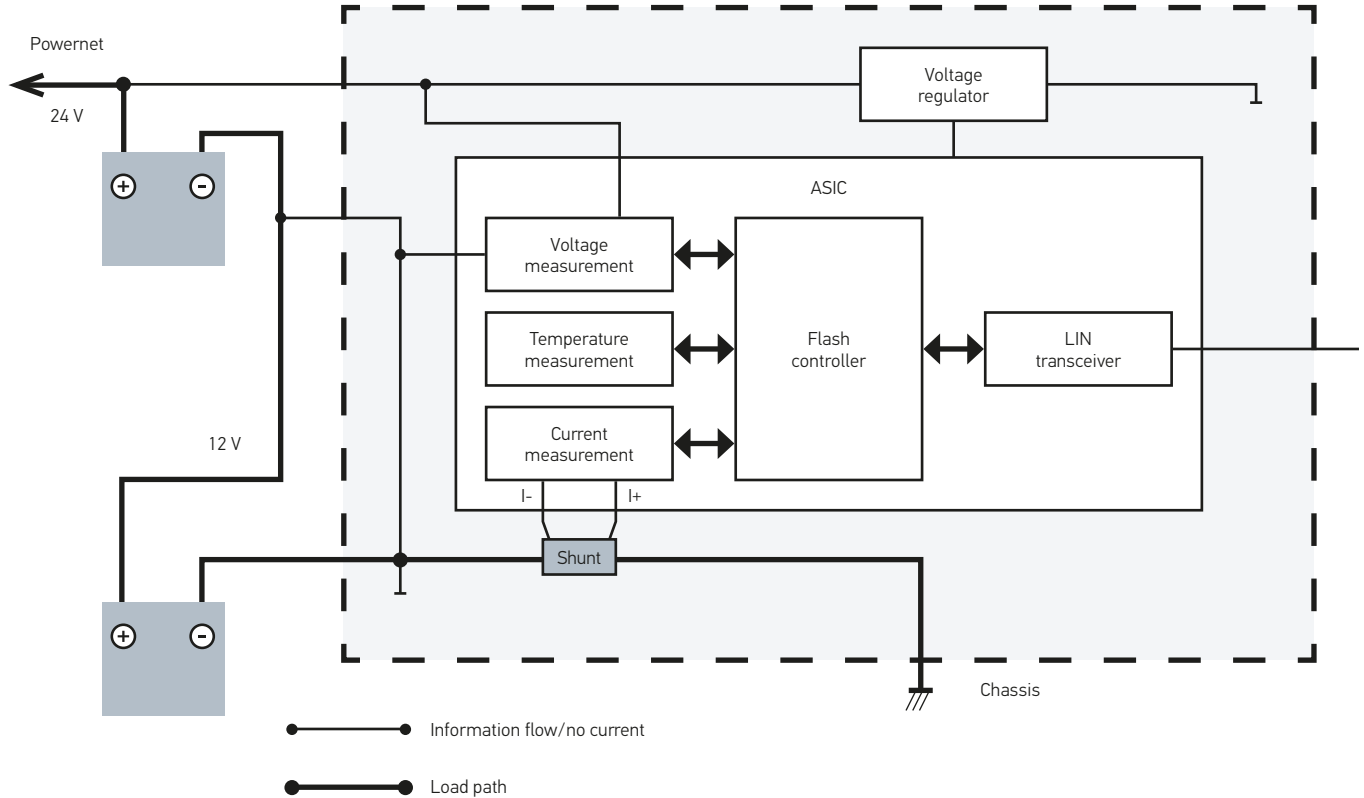 Powernet
24 V
Voltage
regulator
ASIC
+
-
Voltage
measurement
Temperature
measurement
Flash
controller
LIN
transceiver
12 V
Current
measurement
I-
I+
Shunt
+
-
Chassis
Information flow/no current
Load path